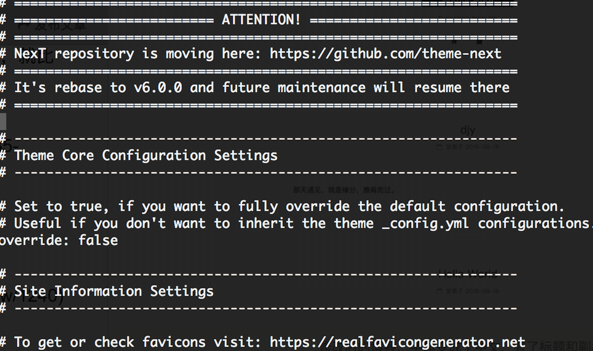 # ============================================================
# ======================== ATTENTION! ========================
# ============================================================
# NexT repository is moving here: https://github.com/theme-next
# ============================================================
# It's rebase to v6.0.0 and future maintenance will resume there
# ============================================================
# ------------------------------------------------------------
# Theme Core Configuration Settings
# ------------------------------------------------------------
# Set to true, if you want to fully override the default configuration.
# Useful if you don't want to inherit the theme _config.yml configurations.
override: false
# ------------------------------------------------------------
# Site Information Settings
# ------------------------------------------------------------
# To get or check favicons visit: https://realfavicongenerator.net
djy
w/1240)